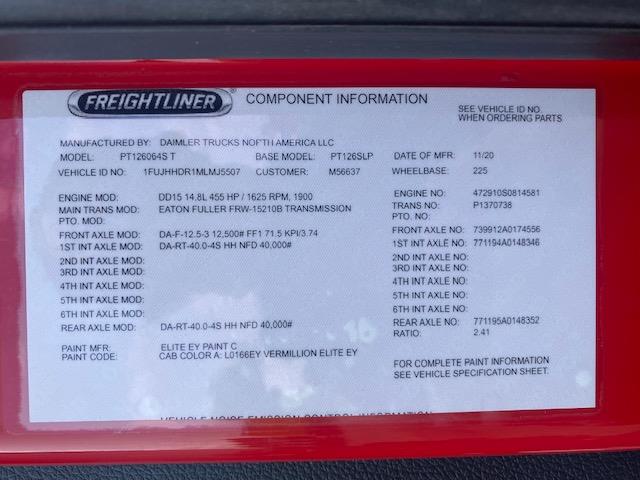 FREIGHTLINER® COMPONENT INFORMATION
SEE VEHICLE ID NO.
WHEN ORDERING PARTS
MANUFACTURED BY: DAIMLER TRUCKS NORTH AMERICA LLC
MODEL: PT126064S T BASE MODEL: PT126SLP DATE OF MFR: 11/20
VEHICLE ID NO: 1FUJHHDR1MLMJ5507 CUSTOMER: M56637 WHEELBASE: 225
ENGINE MOD: DD15 14.8L 455 HP / 1625 RPM, 1900 ENGINE NO: 472910S0814581
MAIN TRANS MOD: EATON FULLER FRW-15210B TRANSMISSION TRANS NO: P1370738
PTO. MOD: P.TO NO:
FRONT AXLE MOD: DA-F-12.5-3 12,500# FF1 71.5 KPI/3.74 FRONT AXLE NO: 739912A0174556
1ST INT AXLE MOD: DA-RT-40.0-4S HH NFD 40,000# 1ST INT AXLE NO: 771194A0148346
2ND INT AXLE MOD: 2ND INT AXLE NO:
3RD INT AXLE MOD: 3RD INT AXLE NO:
4TH INT AXLE MOD: 4TH INT AXLE NO:
5TH INT AXLE MOD: 5TH INT AXLE NO:
6TH INT AXLE MOD: 6TH INT AXLE NO:
REAR AXLE MOD: DA-RT-40.0-4S HH NFD 40,000# REAR AXLE NO: 771195A0148352
RATIO: 2.41
PAINT MFR: ELITE EY PAINT C
PAINT CODE: CAB COLOR A: L0166EY VERMILLION ELITE EY
FOR COMPLETE PAINT INFORMATION
SEE VEHICLE SPECIFICATION SHEET.
VEHICLE NOISE EMISSION CONTROL INFORMATION